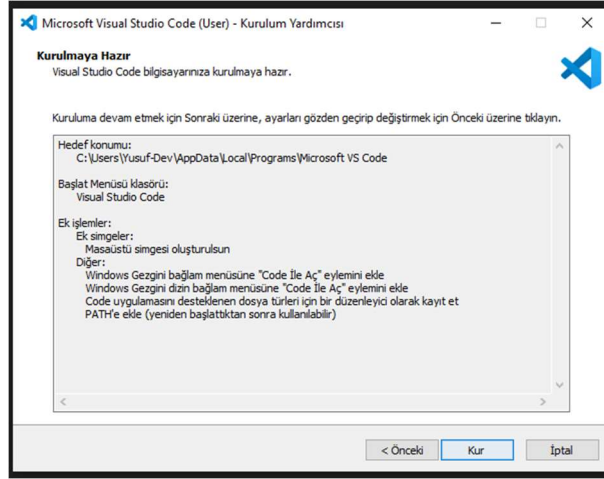 Microsoft Visual Studio Code (User) - Kurulum Yardımcısı
Kurulmaya Hazır
Visual Studio Code bilgisayarınıza kurulmaya hazır.
Kuruluma devam etmek için Sonraki üzerine, ayarları gözden geçirip değiştirmek için Önceki üzerine tıklayın.
Hedef konumu:
C:\Users\Yusuf-Dev\AppData\Local\Programs\Microsoft VS Code
Başlat Menüsü klasörü:
Visual Studio Code
Ek işlemler:
Ek simgeler:
Masaüstü simgesi oluşturulsun
Diğer:
Windows Gezgini bağlam menüsüne "Code İle Aç" eylemini ekle
Windows Gezgini dizin bağlam menüsüne "Code İle Aç" eylemini ekle
Code uygulamasını desteklenen dosya türleri için bir düzenleyici olarak kayıt et
PATH'e ekle (yeniden başlattıktan sonra kullanılabilir)
< Önceki Kur İptal